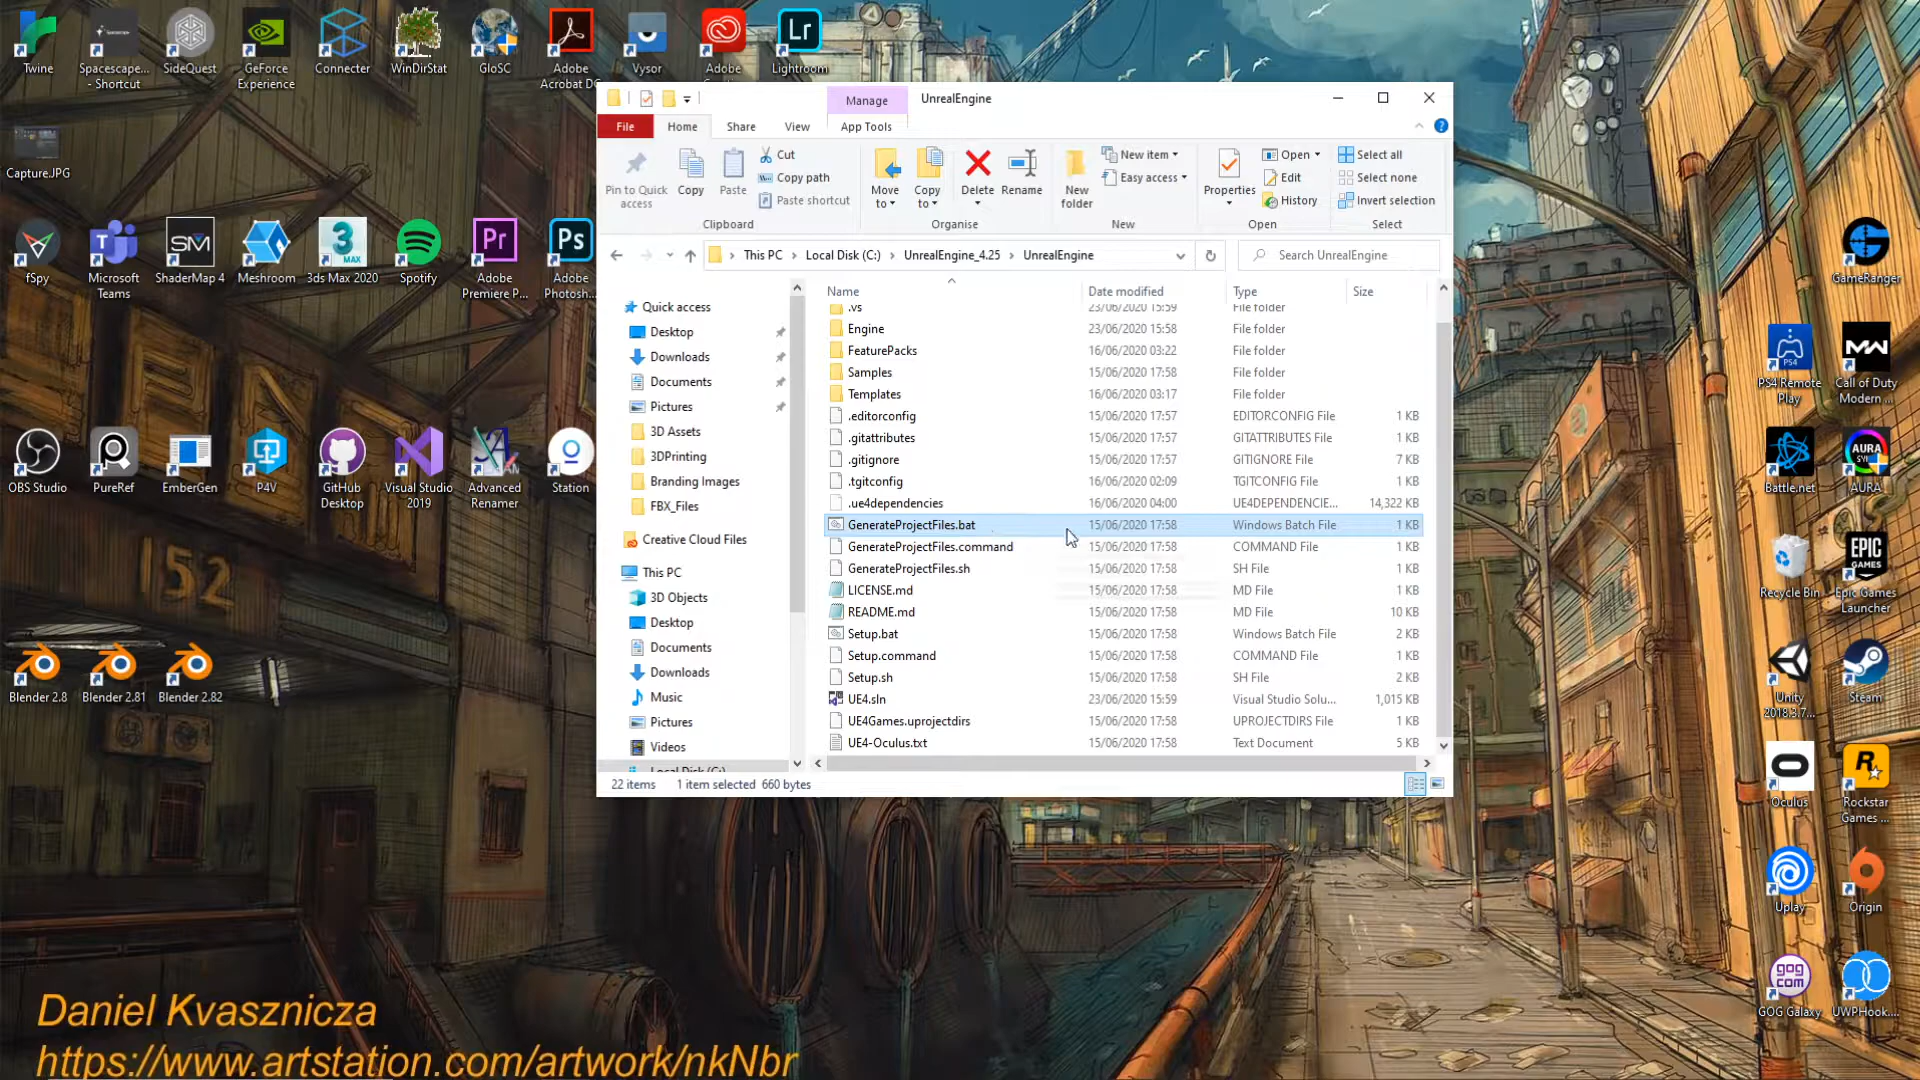 Twine
Spacescape...
- Shortcut
SideQuest
GeForce
Experience
Connecter
WinDirStat
GloSC
Adobe
Acrobat DC
Vysor
Adobe
Lr
Lightroom
Capture.JPG
fSpy
Microsoft
Teams
SM
ShaderMap 4
Meshroom
3
MAX
3ds Max 2020
Spotify
Pr
Adobe
Premiere P...
Ps
Adobe
Photosh...
OBS Studio
PureRef
EmberGen
P4V
GitHub
Desktop
Visual Studio
2019
Advanced
Renamer
Station
152
Blender 2.8
Blender 2.81
Blender 2.82
Manage
UnrealEngine
File
Home
Share
View
App Tools
Pin to Quick
access
Copy
Paste
Cut
Copy path
Paste shortcut
Clipboard
Move
to
Copy
to
Delete
Rename
Organise
New
folder
New item
Easy access
New
Properties
Open
Edit
History
Open
Select all
Select none
Invert selection
Select
This PC > Local Disk (C:) > UnrealEngine_4.25 > UnrealEngine
Search UnrealEngine
Quick access
Desktop
Downloads
Documents
Pictures
3D Assets
3DPrinting
Branding Images
FBX_Files
Creative Cloud Files
This PC
3D Objects
Desktop
Documents
Downloads
Music
Pictures
Videos
Local Disk (C:)
Name Date modified Type Size
.vs 23/06/2020 15:59 File folder
Engine 23/06/2020 15:58 File folder
FeaturePacks 16/06/2020 03:22 File folder
Samples 15/06/2020 17:58 File folder
Templates 16/06/2020 03:17 File folder
.editorconfig 15/06/2020 17:57 EDITORCONFIG File 1 KB
.gitattributes 15/06/2020 17:57 GITATTRIBUTES File 1 KB
.gitignore 15/06/2020 17:57 GITIGNORE File 7 KB
.tgitconfig 16/06/2020 02:09 TGITCONFIG File 1 KB
.ue4dependencies 16/06/2020 04:00 UE4DEPENDENCIE... 14,322 KB
GenerateProjectFiles.bat 15/06/2020 17:58 Windows Batch File 1 KB
GenerateProjectFiles.command 15/06/2020 17:58 COMMAND File 1 KB
GenerateProjectFiles.sh 15/06/2020 17:58 SH File 1 KB
LICENSE.md 15/06/2020 17:58 MD File 1 KB
README.md 15/06/2020 17:58 MD File 10 KB
Setup.bat 15/06/2020 17:58 Windows Batch File 2 KB
Setup.command 15/06/2020 17:58 COMMAND File 1 KB
Setup.sh 15/06/2020 17:58 SH File 2 KB
UE4.sln 23/06/2020 15:59 Visual Studio Solu... 1,015 KB
UE4Games.uprojectdirs 15/06/2020 17:58 UPROJECTDIRS File 1 KB
UE4-Oculus.txt 15/06/2020 17:58 Text Document 5 KB
22 items 1 item selected 660 bytes
GameRanger
PS4
PS4 Remote
Play
Call of Duty
Modern ...
Battle.net
AURA
AURA
Recycle Bin
EPIC
GAMES
Epic Games
Launcher
Unity
2018.3.7...
Steam
Oculus
R
Rockstar
Games ...
Uplay
Origin
gog
com
GOG Galaxy
UWPHook...
Daniel Kvasznicza
https://www.artstation.com/artwork/nkNbr